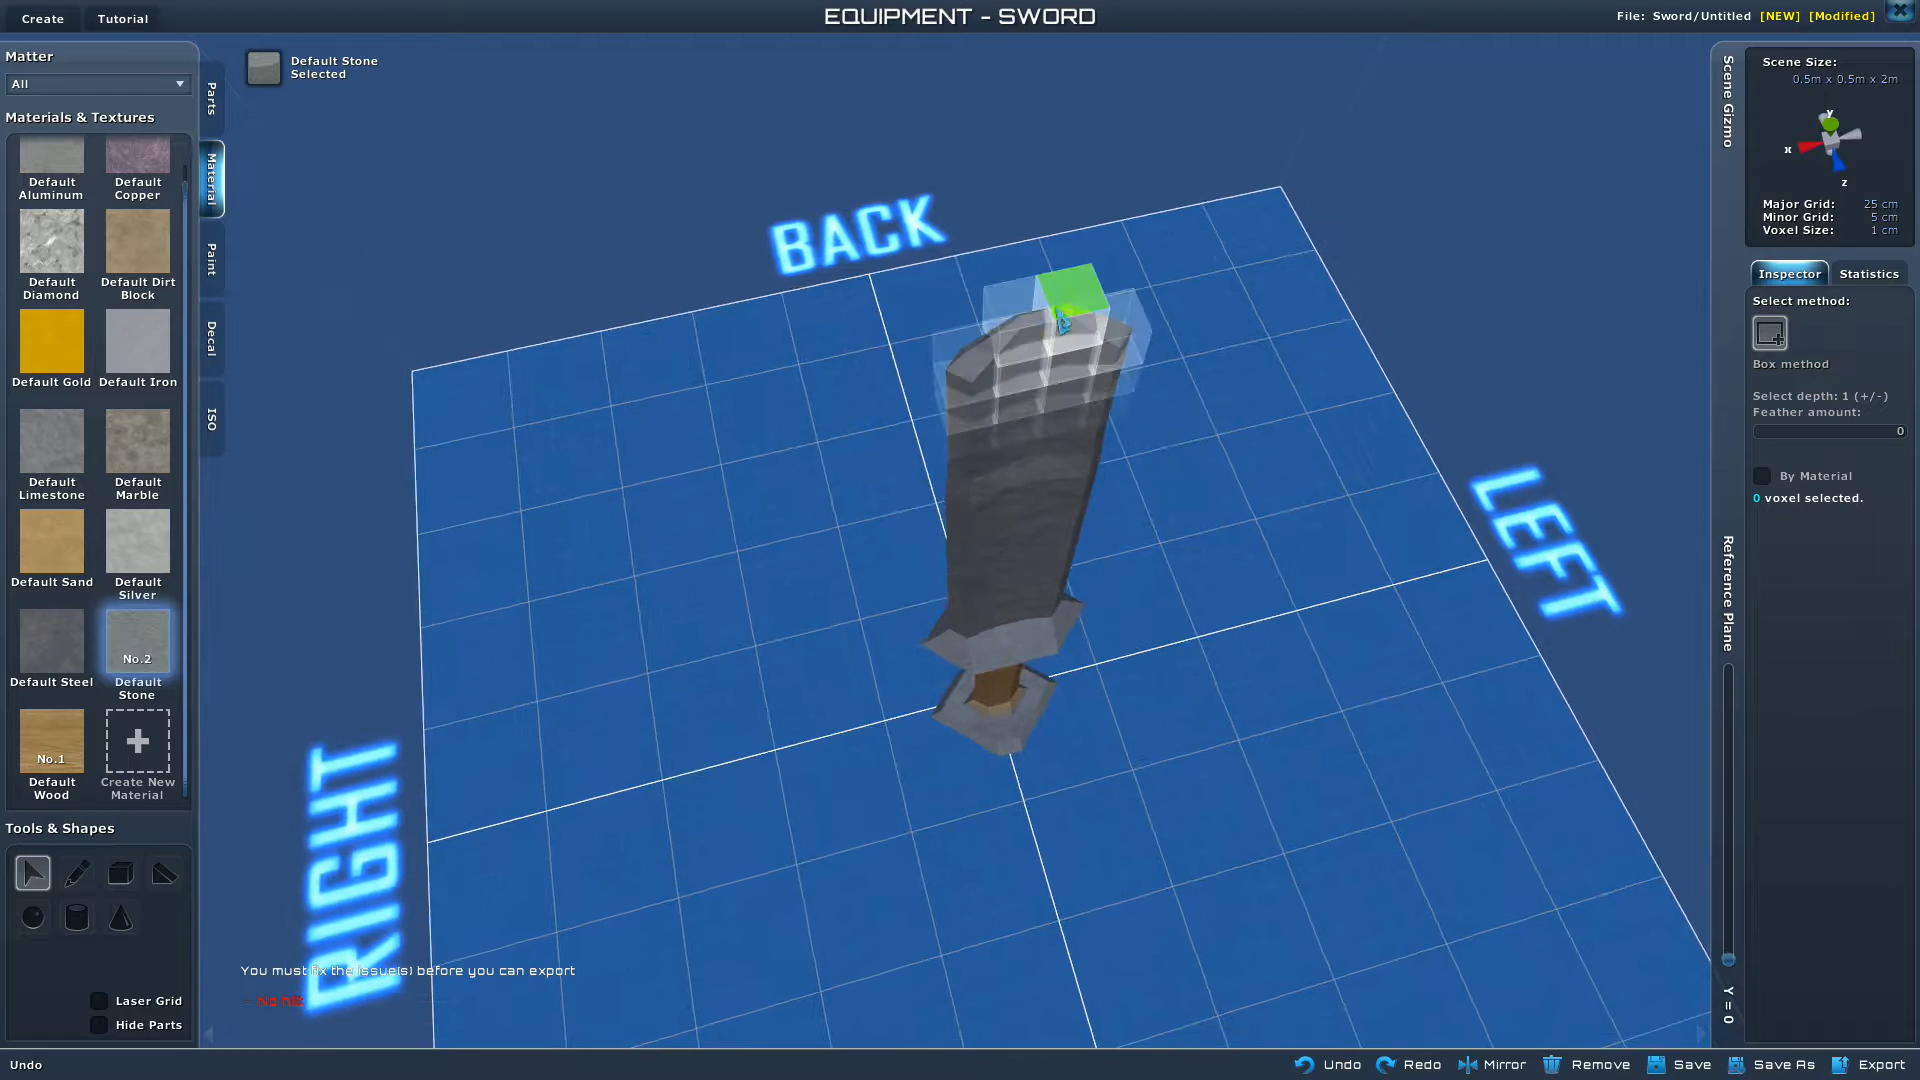 Create
Tutorial
EQUIPMENT - SWORD
File: Sword/Untitled [NEW] [Modified]
Matter
All
Materials & Textures
Default Aluminum
Default Copper
Default Diamond
Default Dirt Block
Default Gold
Default Iron
Default Limestone
Default Marble
Default Sand
Default Silver
Default Steel
No.2
Default Stone
No.1
Default Wood
Create New Material
Tools & Shapes
Laser Grid
Hide Parts
Parts
Material
Paint
Decal
ISO
Default Stone
Selected
BACK
LEFT
RIGHT
You must fix the issue(s) before you can export
- No hilt
Scene Gizmo
Reference Plane
Y = 0
Scene Size:
0.5m x 0.5m x 2m
y
x
z
Major Grid: 25 cm
Minor Grid: 5 cm
Voxel Size: 1 cm
Inspector
Statistics
Select method:
Box method
Select depth: 1 (+/-)
Feather amount:
0
By Material
0 voxel selected.
Undo
Undo
Redo
Mirror
Remove
Save
Save As
Export